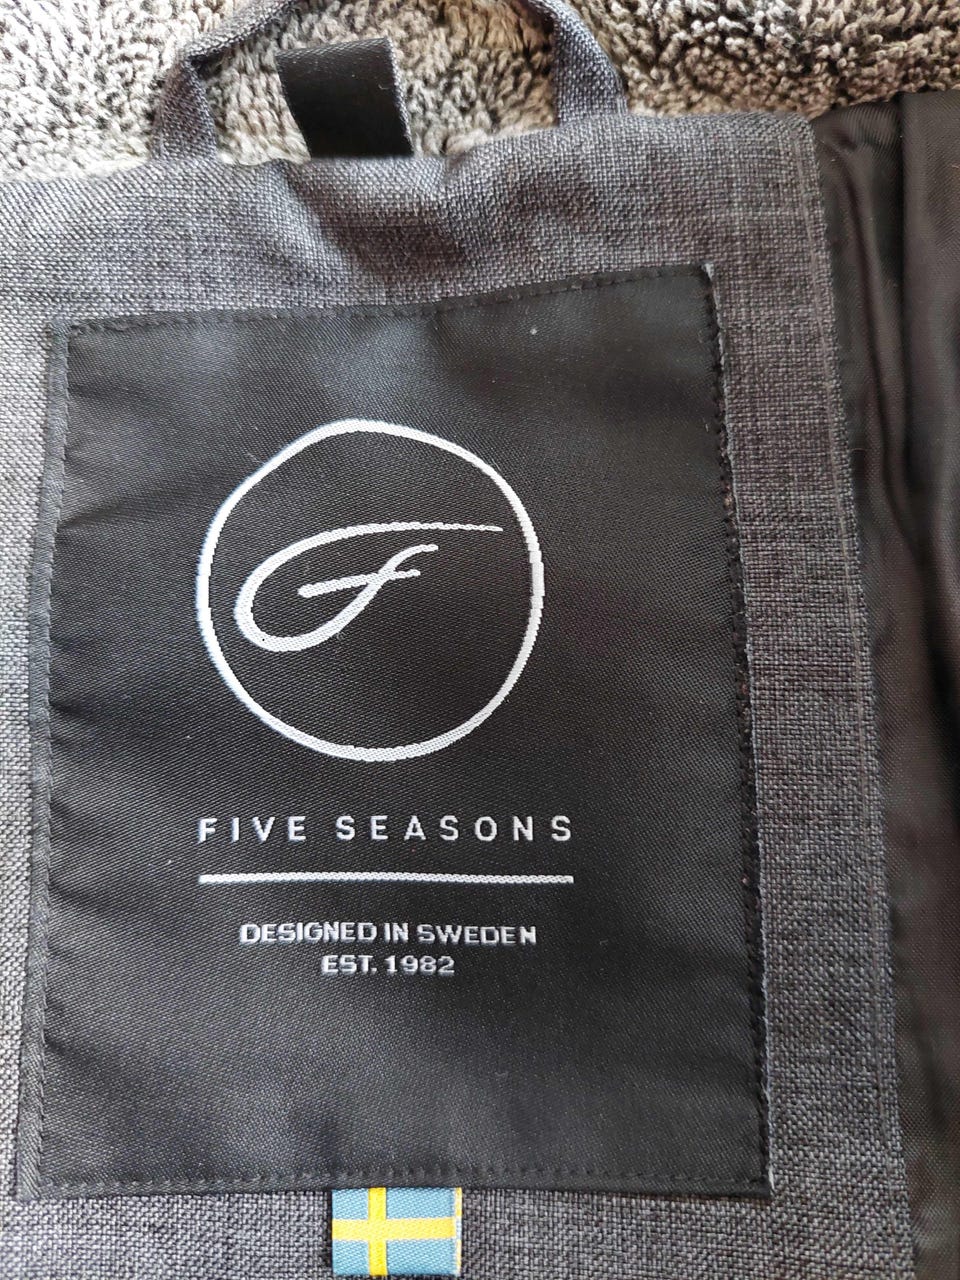 F
FIVE SEASONS
DESIGNED IN SWEDEN
EST. 1982